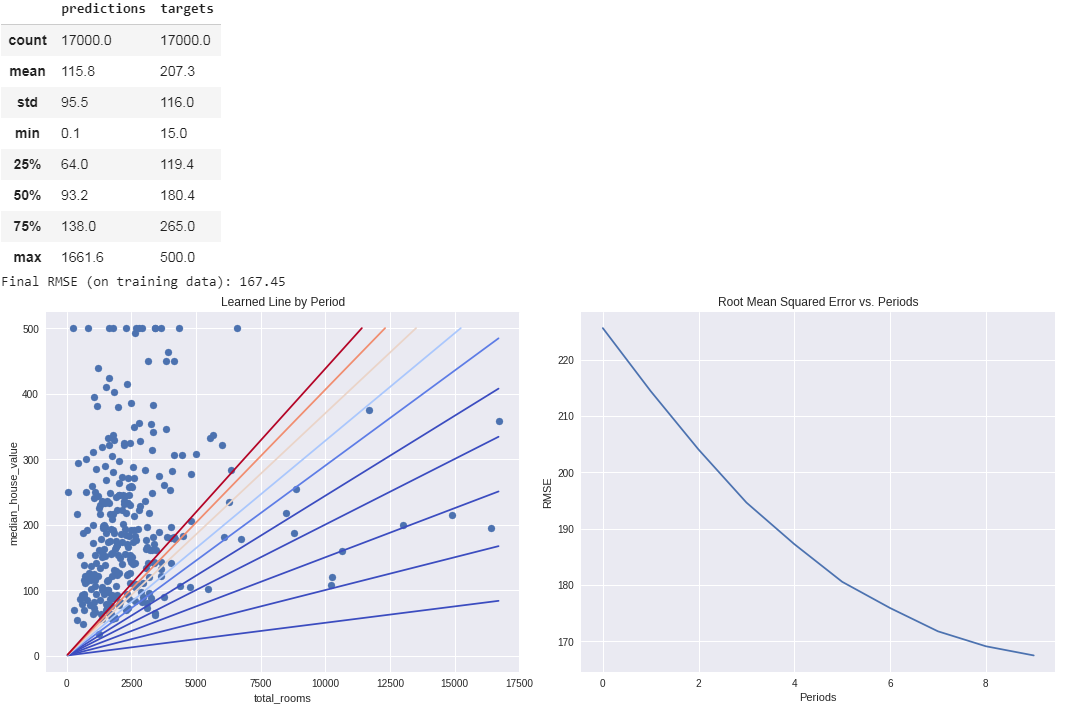 predictions targets
count 17000.0 17000.0
mean 115.8 207.3
std 95.5 116.0
min 0.1 15.0
25% 64.0 119.4
50% 93.2 180.4
75% 138.0 265.0
max 1661.6 500.0
Final RMSE (on training data): 167.45
Learned Line by Period
500
400
300
200
100
0
median_house_value
0 2500 5000 7500 10000 12500 15000 17500
total_rooms
Root Mean Squared Error vs. Periods
220
210
200
190
180
170
RMSE
0 2 4 6 8
Periods